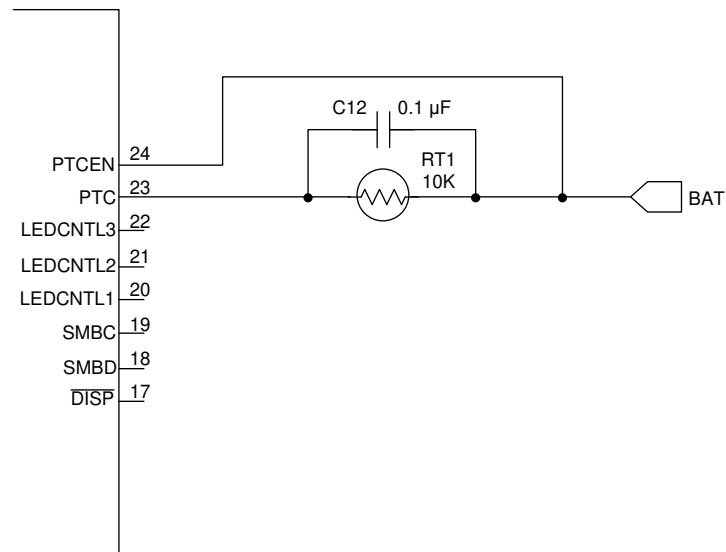 C12 0.1 µF
RT1
10K
PTCEN 24
PTC 23
BAT
LEDCNTL3 22
LEDCNTL2 21
LEDCNTL1 20
SMBC 19
SMBD 18
DISP 17